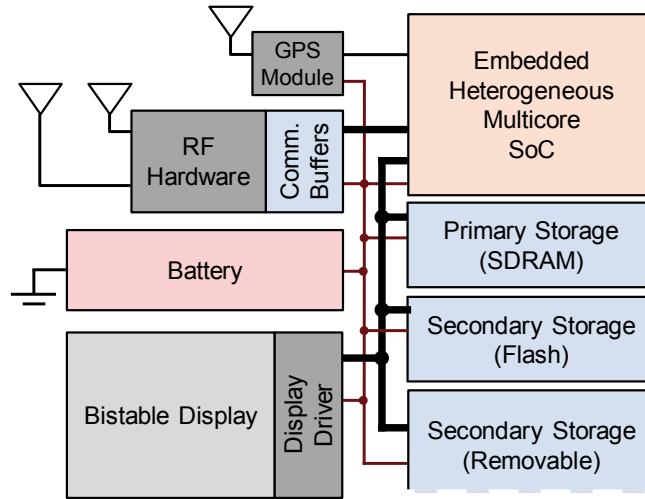 GPS
Module
Embedded
Heterogeneous
Multicore
SoC
RF
Hardware
Comm.
Buffers
Primary Storage
(SDRAM)
Battery
Secondary Storage
(Flash)
Bistable Display
Display
Driver
Secondary Storage
(Removable)